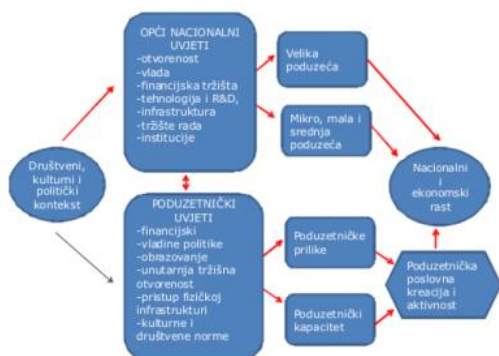 OPĆI NACIONALNI
UVJETI
-otvorenost
-vlada
-financijska tržišta
-tehnologija i R&D,
-infrastruktura
-tržište rada
-institucije
Velika
poduzeća
Mikro, mala i
srednja
poduzeća
Društveni,
kulturni i
politički
kontekst
Nacionalni
i
ekonomski
rast
PODUZETNIČKI
UVJETI
-financijski
-vladine politike
-obrazovanje
-unutarnja tržišna
otvorenost
-pristup fizičkoj
infrastrukturi
-kulturne i
društvene norme
Poduzetničke
prilike
Poduzetnički
kapacitet
Poduzetnička
poslovna
kreacija i
aktivnost